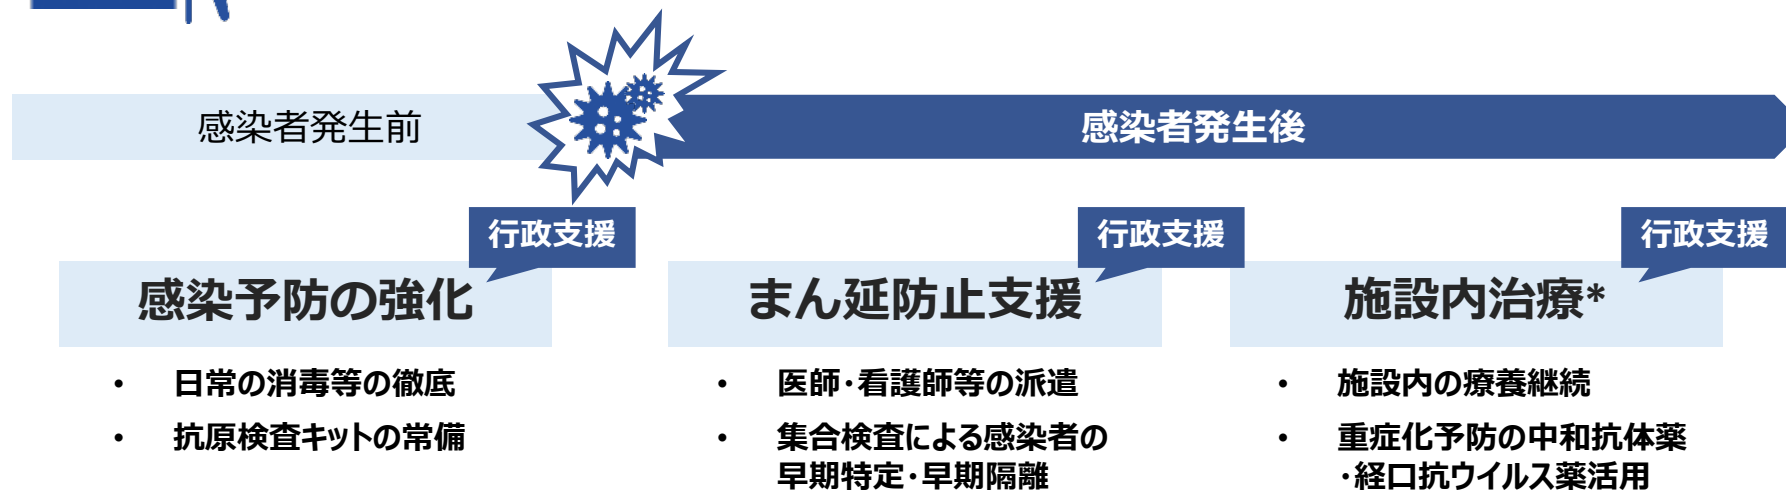 感染者発生前
感染者発生後
行政支援
感染予防の強化
• 日常の消毒等の徹底
• 抗原検査キットの常備
行政支援
まん延防止支援
• 医師・看護師等の派遣
• 集合検査による感染者の
早期特定・早期隔離
行政支援
施設内治療*
• 施設内の療養継続
• 重症化予防の中和抗体薬
・経口抗ウイルス薬活用